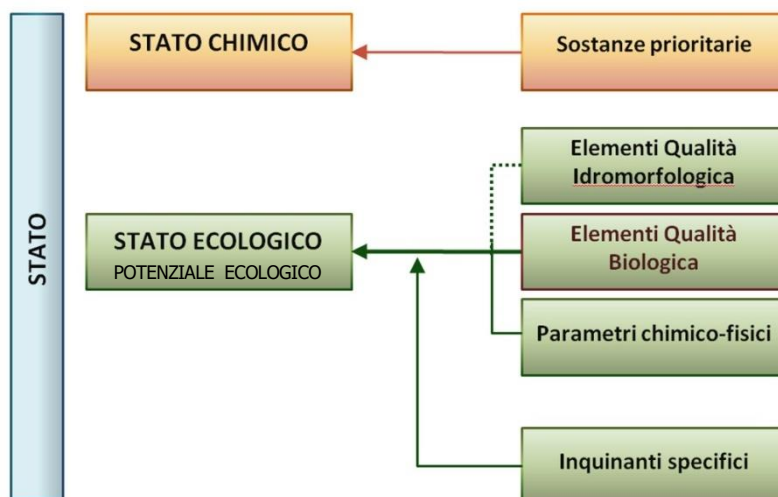 STATO
STATO CHIMICO
Sostanze prioritarie
Elementi Qualità
Idromorfologica
STATO ECOLOGICO
POTENZIALE ECOLOGICO
Elementi Qualità
Biologica
Parametri chimico-fisici
Inquinanti specifici